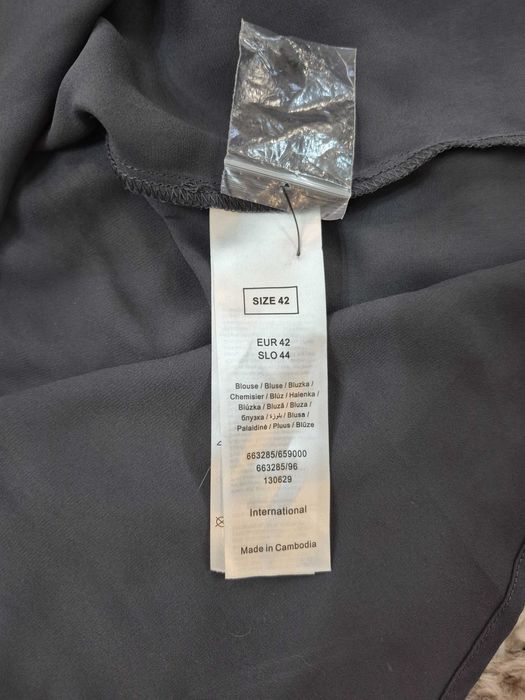 SIZE 42
EUR 42
SLO 44
Blouse / Bluse / Bluzka /
Chemisier / Blúz / Halenka /
Blúzka / Bluză / Bluza /
блузка / بلوزة / Blusa /
Palaidinė / Pluus / Blūze
663285/659000
663285/96
130629
International
Made in Cambodia